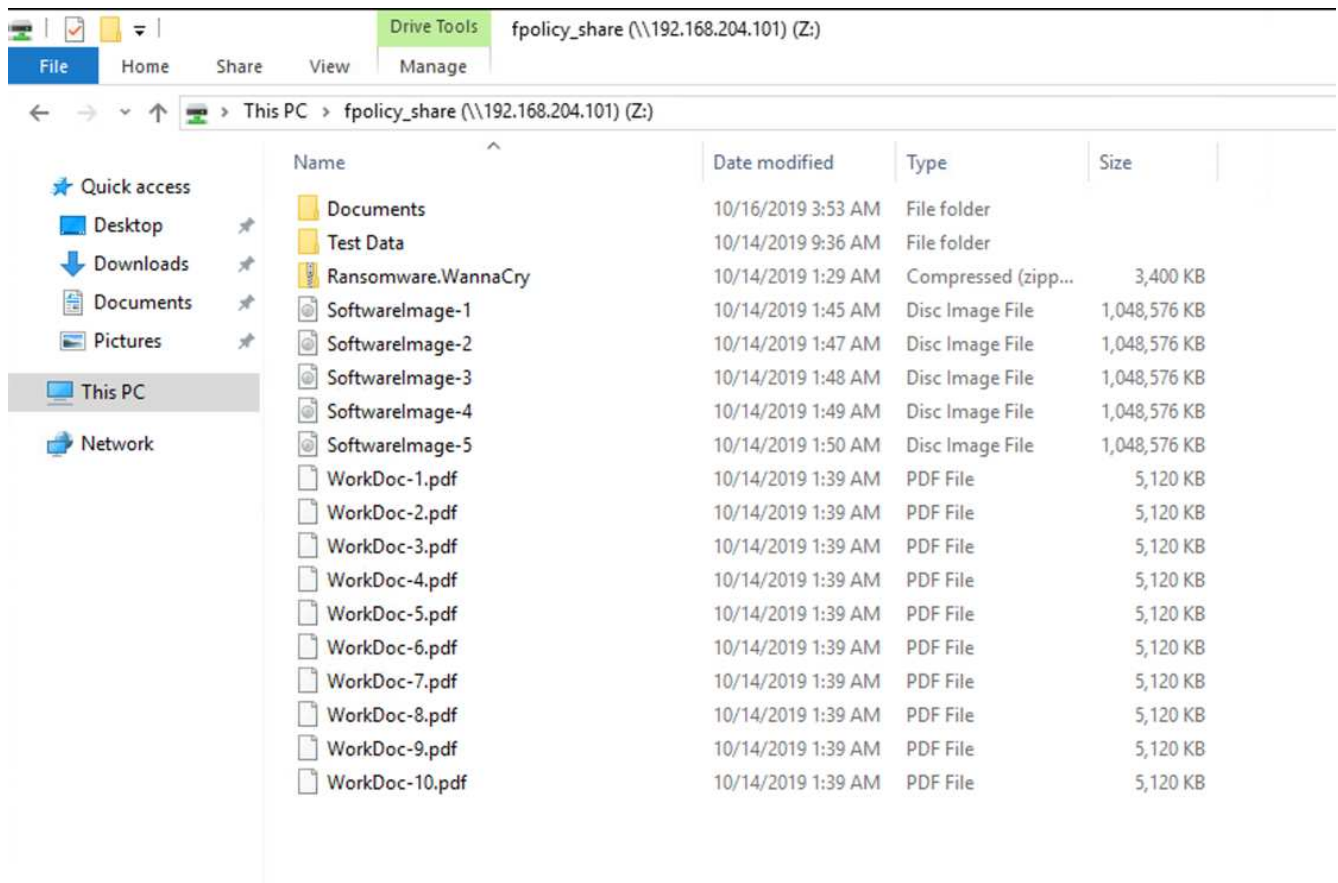 Drive Tools fpolicy_share (\\192.168.204.101) (Z:)
File Home Share View Manage
This PC > fpolicy_share (\\192.168.204.101) (Z:)
Quick access
Desktop
Downloads
Documents
Pictures
This PC
Network
Name Date modified Type Size
Documents 10/16/2019 3:53 AM File folder
Test Data 10/14/2019 9:36 AM File folder
Ransomware.WannaCry 10/14/2019 1:29 AM Compressed (zipp... 3,400 KB
SoftwareImage-1 10/14/2019 1:45 AM Disc Image File 1,048,576 KB
SoftwareImage-2 10/14/2019 1:47 AM Disc Image File 1,048,576 KB
SoftwareImage-3 10/14/2019 1:48 AM Disc Image File 1,048,576 KB
SoftwareImage-4 10/14/2019 1:49 AM Disc Image File 1,048,576 KB
SoftwareImage-5 10/14/2019 1:50 AM Disc Image File 1,048,576 KB
WorkDoc-1.pdf 10/14/2019 1:39 AM PDF File 5,120 KB
WorkDoc-2.pdf 10/14/2019 1:39 AM PDF File 5,120 KB
WorkDoc-3.pdf 10/14/2019 1:39 AM PDF File 5,120 KB
WorkDoc-4.pdf 10/14/2019 1:39 AM PDF File 5,120 KB
WorkDoc-5.pdf 10/14/2019 1:39 AM PDF File 5,120 KB
WorkDoc-6.pdf 10/14/2019 1:39 AM PDF File 5,120 KB
WorkDoc-7.pdf 10/14/2019 1:39 AM PDF File 5,120 KB
WorkDoc-8.pdf 10/14/2019 1:39 AM PDF File 5,120 KB
WorkDoc-9.pdf 10/14/2019 1:39 AM PDF File 5,120 KB
WorkDoc-10.pdf 10/14/2019 1:39 AM PDF File 5,120 KB